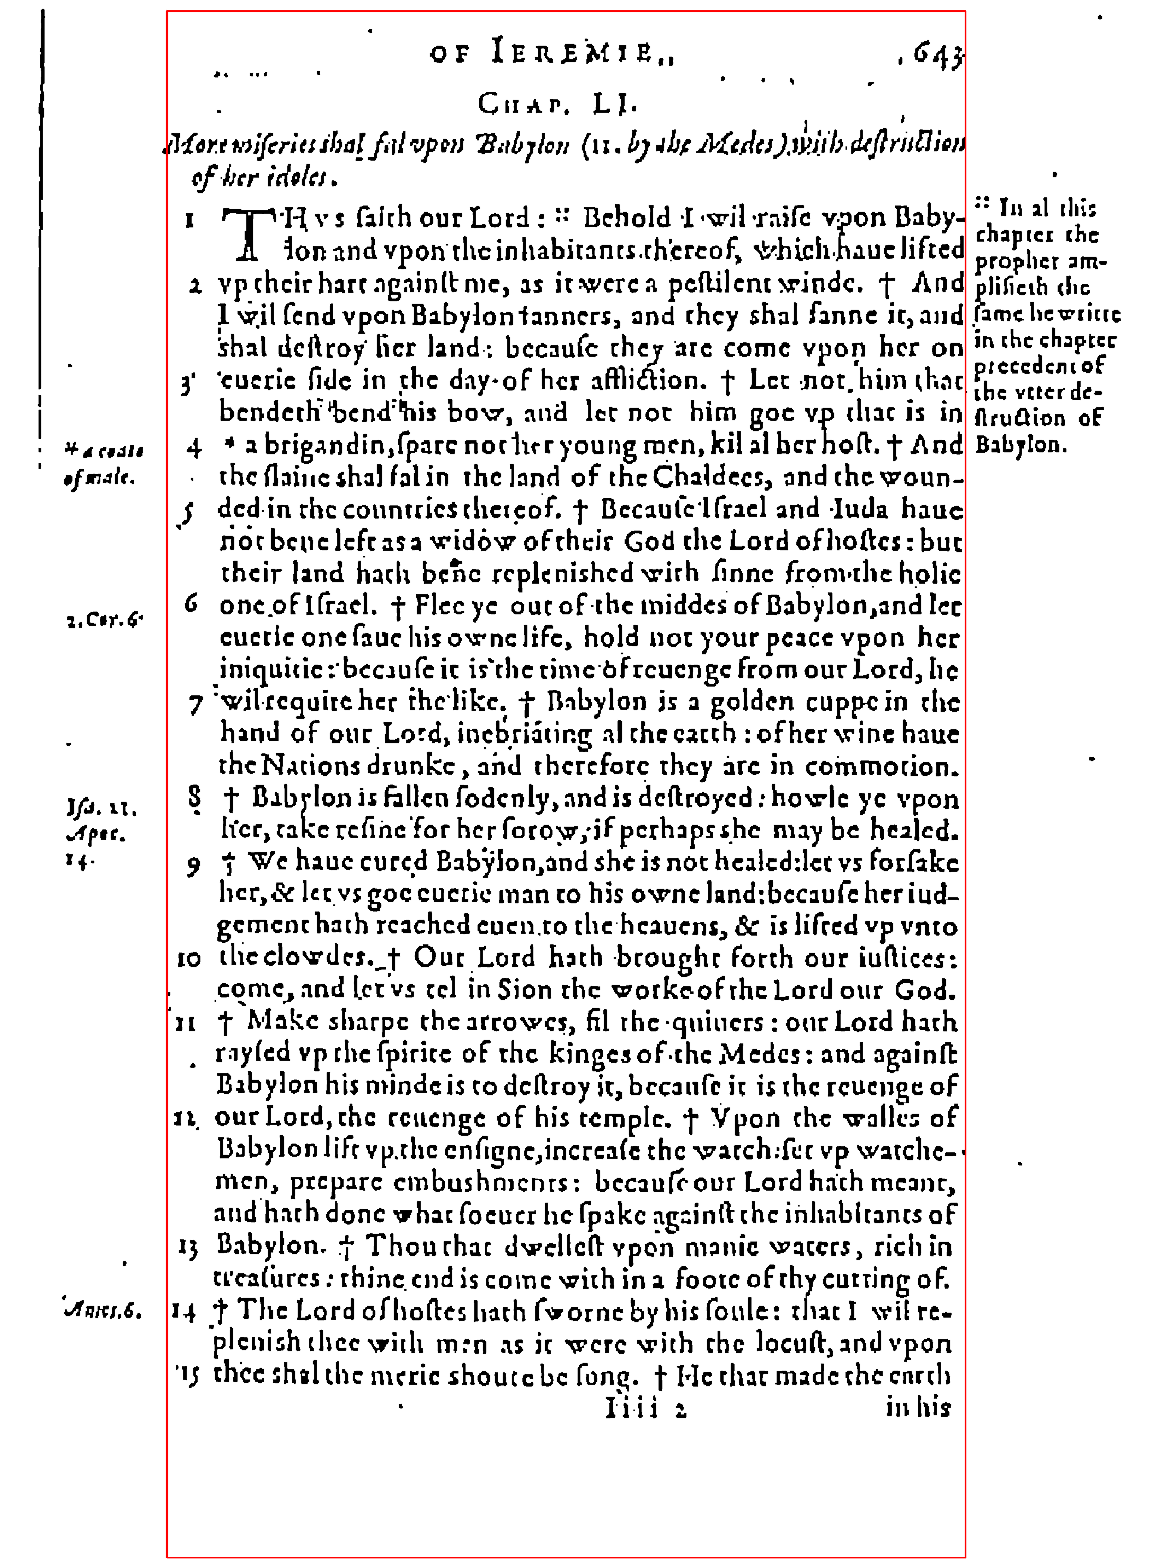 OF IEREMIE. 643
CHAP. LI.
More miseries shal fal vpon Babylon (11. by the Medes) with destruction
of her idoles.
1 THVS saith our Lord: :: Behold I wil raise vpon Baby-
lon and vpon the inhabitants thereof, which haue lifted
2 vp their hart against me, as it were a pestilent winde. † And
I wil send vpon Babylon fanners, and they shal fanne it, and
shal destroy her land: because they are come vpon her on
3 euerie side in the day of her affliction. † Let not him that
bendeth bend his bow, and let not him goe vp that is in
4 * a brigandin, spare not her young men, kil al her host. † And
the slaine shal fal in the land of the Chaldees, and the woun-
5 ded in the countries thereof. † Because Israel and Iuda haue
not bene left as a widow of their God the Lord of hostes: but
their land hath bene replenished with sinne from the holie
6 one of Israel. † Flee ye out of the middes of Babylon, and let
euerie one saue his owne life, hold not your peace vpon her
iniquitie: because it is the time of reuenge from our Lord, he
7 wil require her the like. † Babylon is a golden cuppe in the
hand of our Lord, inebriating al the earth: of her wine haue
the Nations drunke, and therefore they are in commotion.
8 † Babylon is fallen sodenly, and is destroyed: howle ye vpon
her, take resine for her sorow, if perhaps she may be healed.
9 † We haue cured Babylon, and she is not healed: let vs forsake
her, & let vs goe euerie man to his owne land: because her iud-
gement hath reached euen to the heauens, & is lifted vp vnto
10 the clowdes. † Our Lord hath brought forth our iustices:
come, and let vs tel in Sion the worke of the Lord our God.
11 † Make sharpe the arrowes, fil the quiuers: our Lord hath
raysed vp the spirite of the kinges of the Medes: and against
Babylon his minde is to destroy it, because it is the reuenge of
12 our Lord, the reuenge of his temple. † Vpon the walles of
Babylon lift vp the ensigne, increase the watch: set vp watche-
men, prepare embushments: because our Lord hath meant,
and hath done what soeuer he spake against the inhabitants of
13 Babylon. † Thou that dwellest vpon manie waters, rich in
treasures: thine end is come with in a foote of thy cutting of.
14 † The Lord of hostes hath sworne by his soule: that I wil re-
plenish thee with men as it were with the locust, and vpon
15 thee shal the merie shoute be song. † He that made the earth
Iiii 2 in his
:: In al this
chapter the
prophet am-
plifieth the
same he writte
in the chapter
precedent of
the vtter de-
struction of
Babylon.
* a coate
of maile.
2. Cor. 6.
Isa. 21.
Apoc.
14.
Amos. 6.